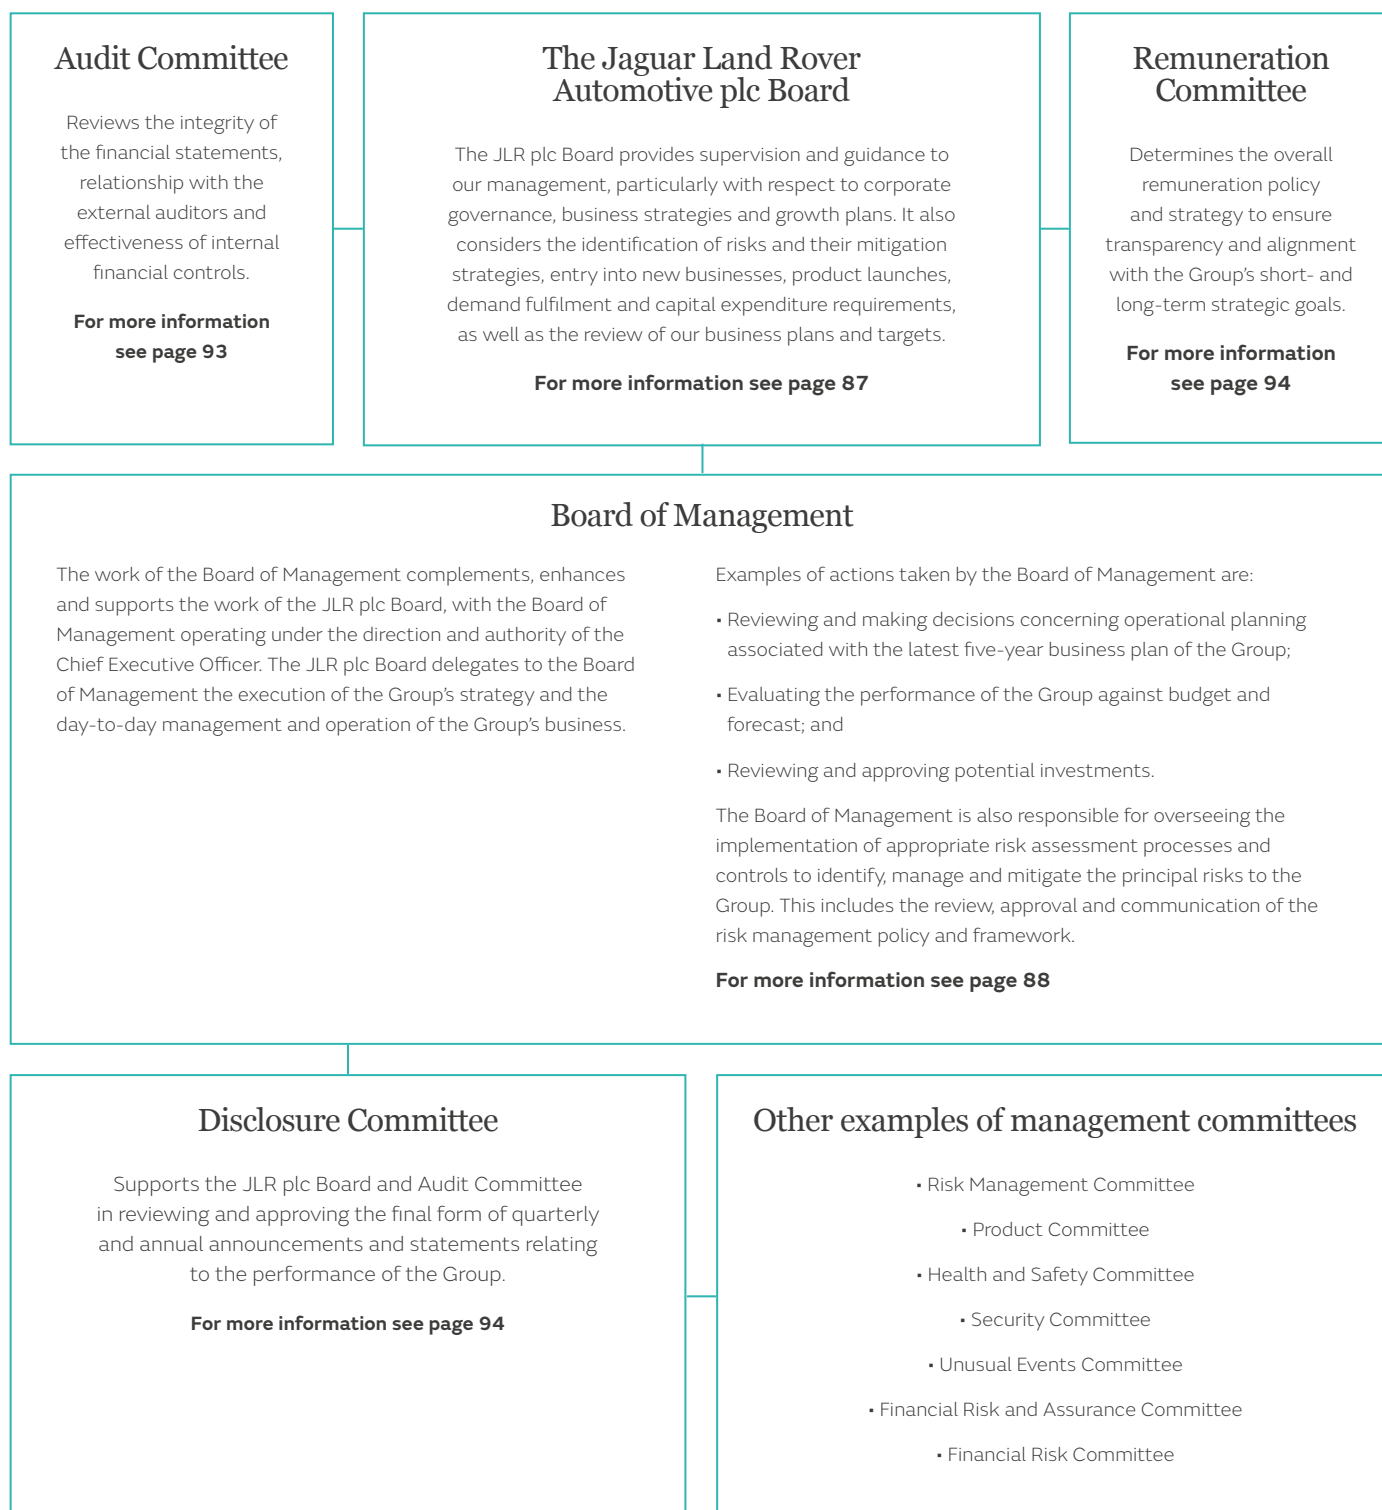 Audit Committee
Reviews the integrity of
the financial statements,
relationship with the
external auditors and
effectiveness of internal
financial controls.
For more information
see page 93
The Jaguar Land Rover
Automotive plc Board
The JLR plc Board provides supervision and guidance to
our management, particularly with respect to corporate
governance, business strategies and growth plans. It also
considers the identification of risks and their mitigation
strategies, entry into new businesses, product launches,
demand fulfilment and capital expenditure requirements,
as well as the review of our business plans and targets.
For more information see page 87
Remuneration
Committee
Determines the overall
remuneration policy
and strategy to ensure
transparency and alignment
with the Group's short- and
long-term strategic goals.
For more information
see page 94
Board of Management
The work of the Board of Management complements, enhances
and supports the work of the JLR plc Board, with the Board of
Management operating under the direction and authority of the
Chief Executive Officer. The JLR plc Board delegates to the Board
of Management the execution of the Group's strategy and the
day-to-day management and operation of the Group's business.
Examples of actions taken by the Board of Management are:
• Reviewing and making decisions concerning operational planning
associated with the latest five-year business plan of the Group;
• Evaluating the performance of the Group against budget and
forecast; and
• Reviewing and approving potential investments.
The Board of Management is also responsible for overseeing the
implementation of appropriate risk assessment processes and
controls to identify, manage and mitigate the principal risks to the
Group. This includes the review, approval and communication of the
risk management policy and framework.
For more information see page 88
Disclosure Committee
Supports the JLR plc Board and Audit Committee
in reviewing and approving the final form of quarterly
and annual announcements and statements relating
to the performance of the Group.
For more information see page 94
Other examples of management committees
• Risk Management Committee
• Product Committee
• Health and Safety Committee
• Security Committee
• Unusual Events Committee
• Financial Risk and Assurance Committee
• Financial Risk Committee